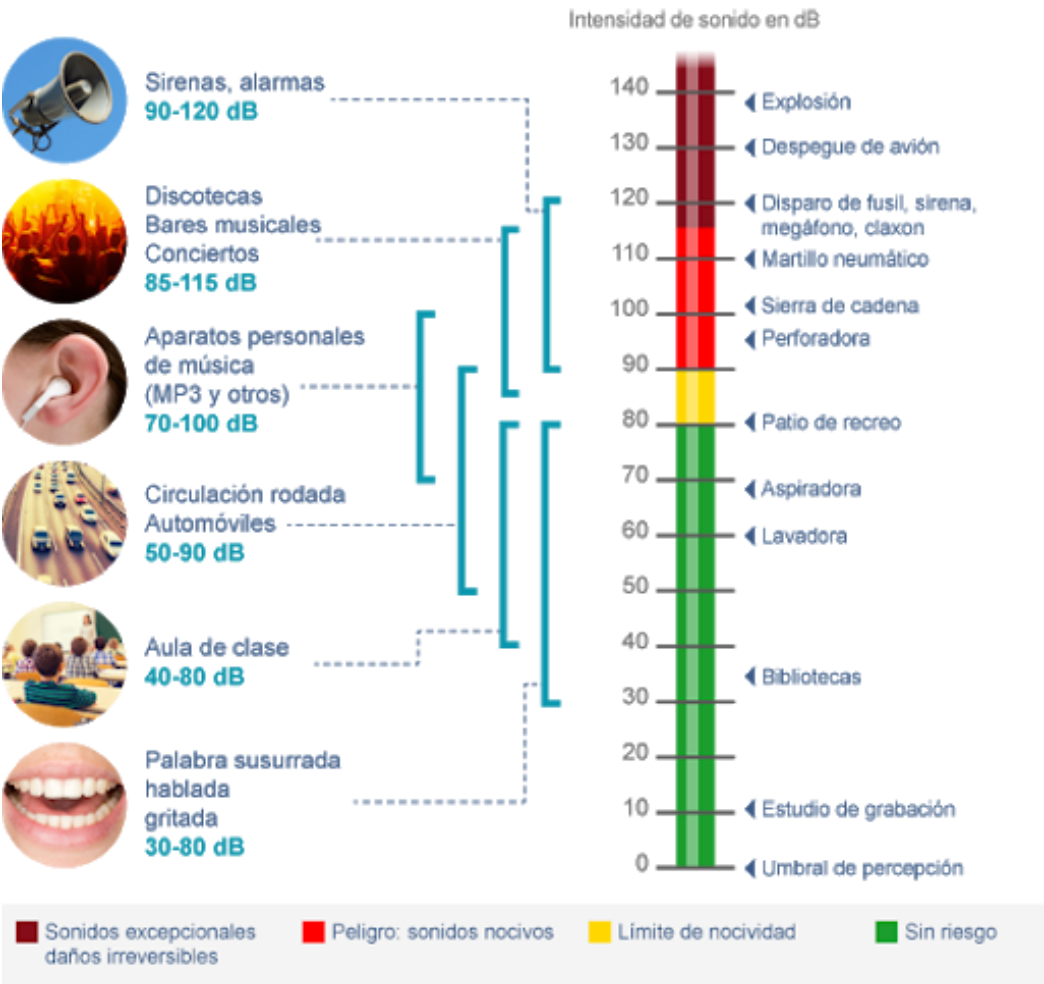 Intensidad de sonido en dB
Sirenas, alarmas
90-120 dB
Discotecas
Bares musicales
Conciertos
85-115 dB
Aparatos personales
de música
(MP3 y otros)
70-100 dB
Circulación rodada
Automóviles
50-90 dB
Aula de clase
40-80 dB
Palabra susurrada
hablada
gritada
30-80 dB
140
Explosión
130
Despegue de avión
120
Disparo de fusil, sirena,
megáfono, claxon
110
Martillo neumático
100
Sierra de cadena
Perforadora
90
80
Patio de recreo
70
Aspiradora
60
Lavadora
50
40
Bibliotecas
30
20
10
Estudio de grabación
0
Umbral de percepción
Sonidos excepcionales
daños irreversibles
Peligro: sonidos nocivos
Límite de nocividad
Sin riesgo